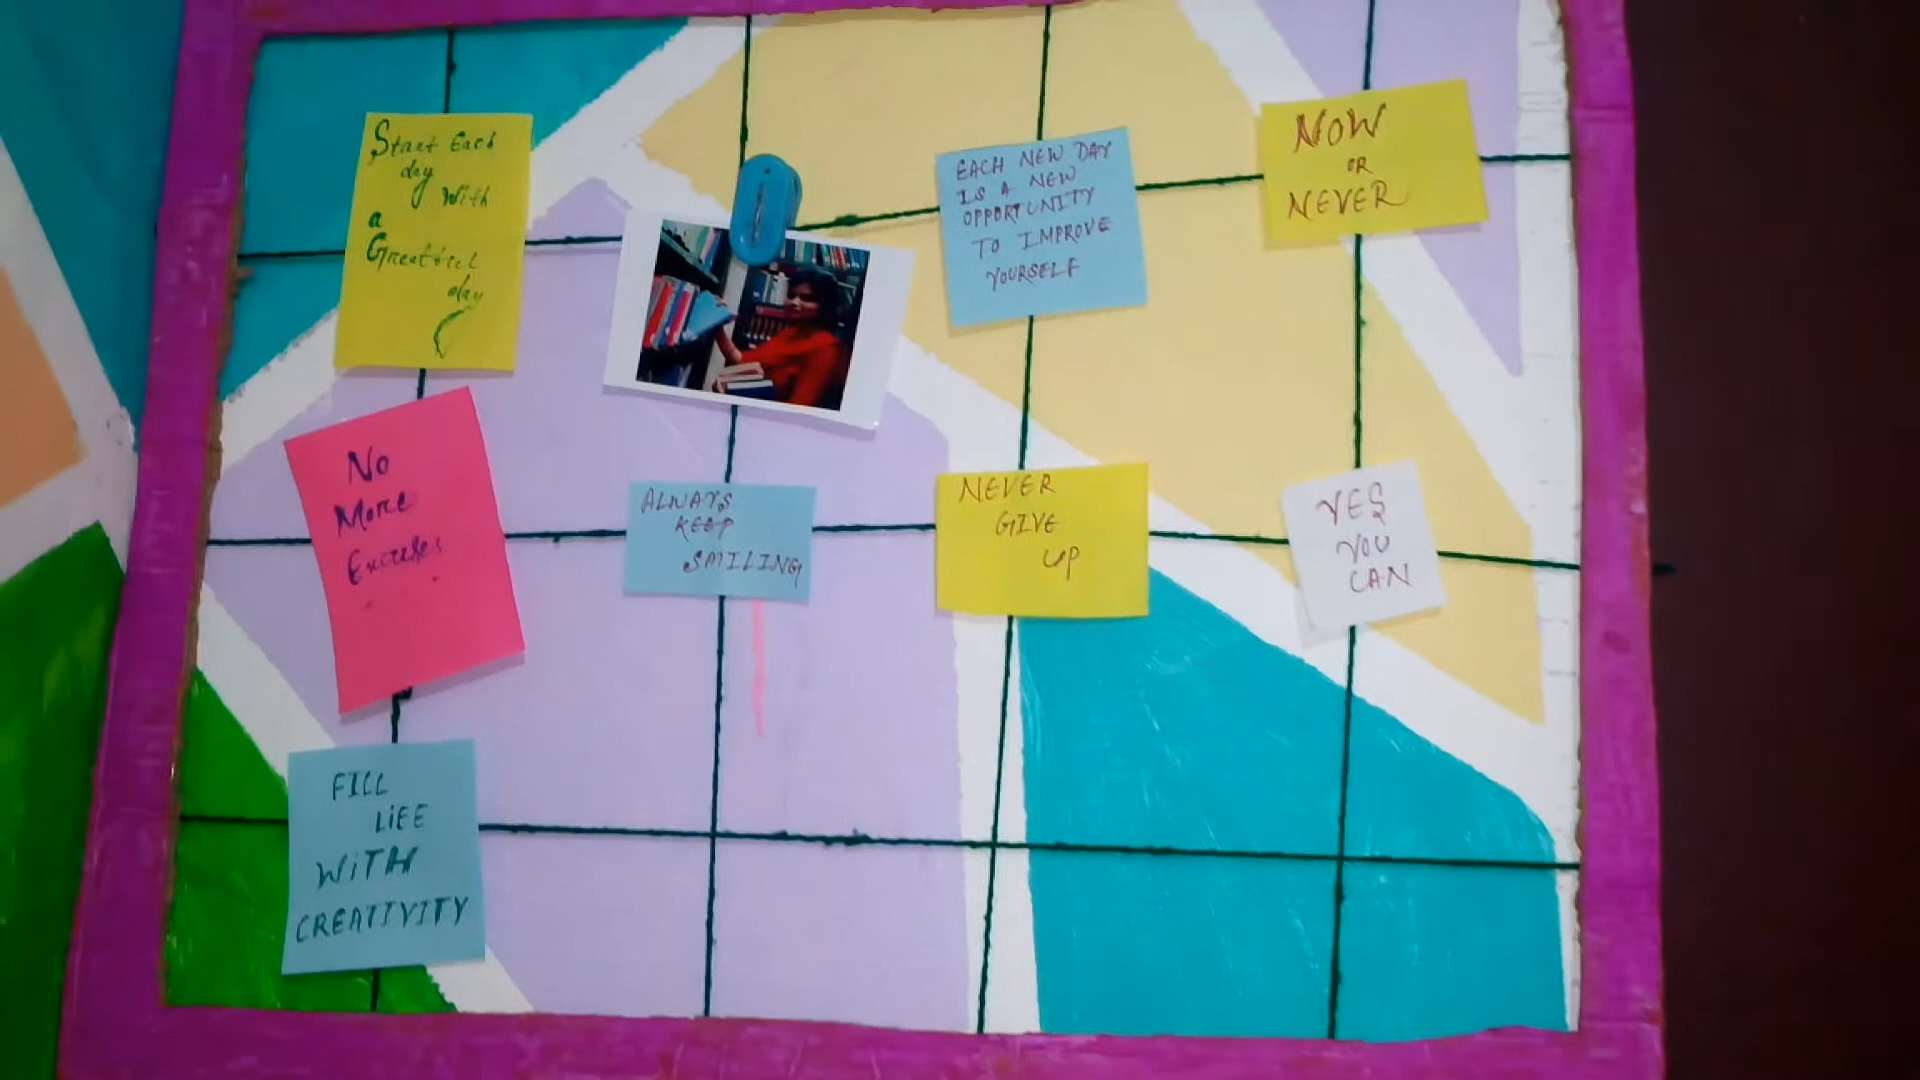 Start Each
day
With
a
Greatful
day
EACH NEW DAY
IS A NEW
OPPORTUNITY
TO IMPROVE
YOURSELF
NOW
OR
NEVER
No
More
Excuses
ALWAYS
KEEP
SMILING
NEVER
GIVE
UP
YES
YOU
CAN
FILL
LiFE
WiTH
CREATIVITY